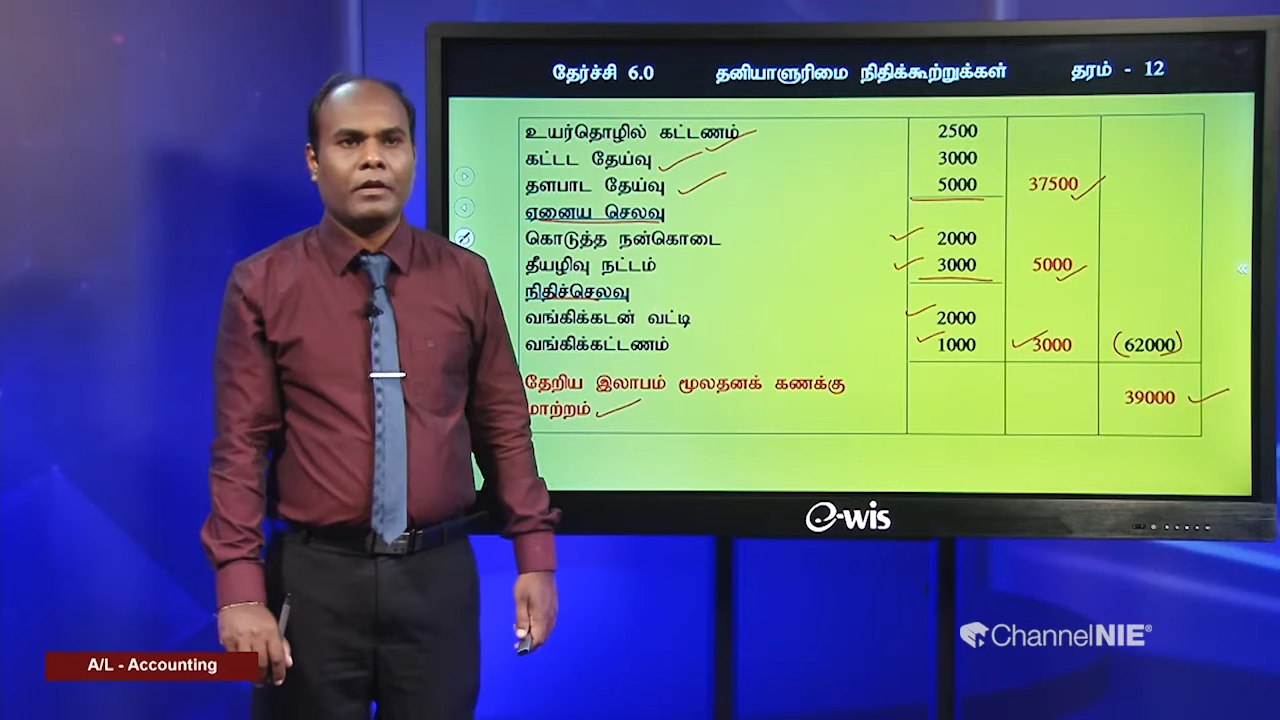 தேர்ச்சி 6.0 தனியாளுரிமை நிதிக்கூற்றுக்கள் தரம் - 12
உயர்தொழில் கட்டணம் 2500
கட்டட தேய்வு 3000
தளபாட தேய்வு 5000 37500
ஏனைய செலவு
கொடுத்த நன்கொடை 2000
தீயழிவு நட்டம் 3000 5000
நிதிச்செலவு
வங்கிக்கடன் வட்டி 2000
வங்கிக்கட்டணம் 1000 3000 (62000)
தேறிய இலாபம் மூலதனக் கணக்கு
மாற்றம் 39000
e-wis
ChannelNIE®
A/L - Accounting